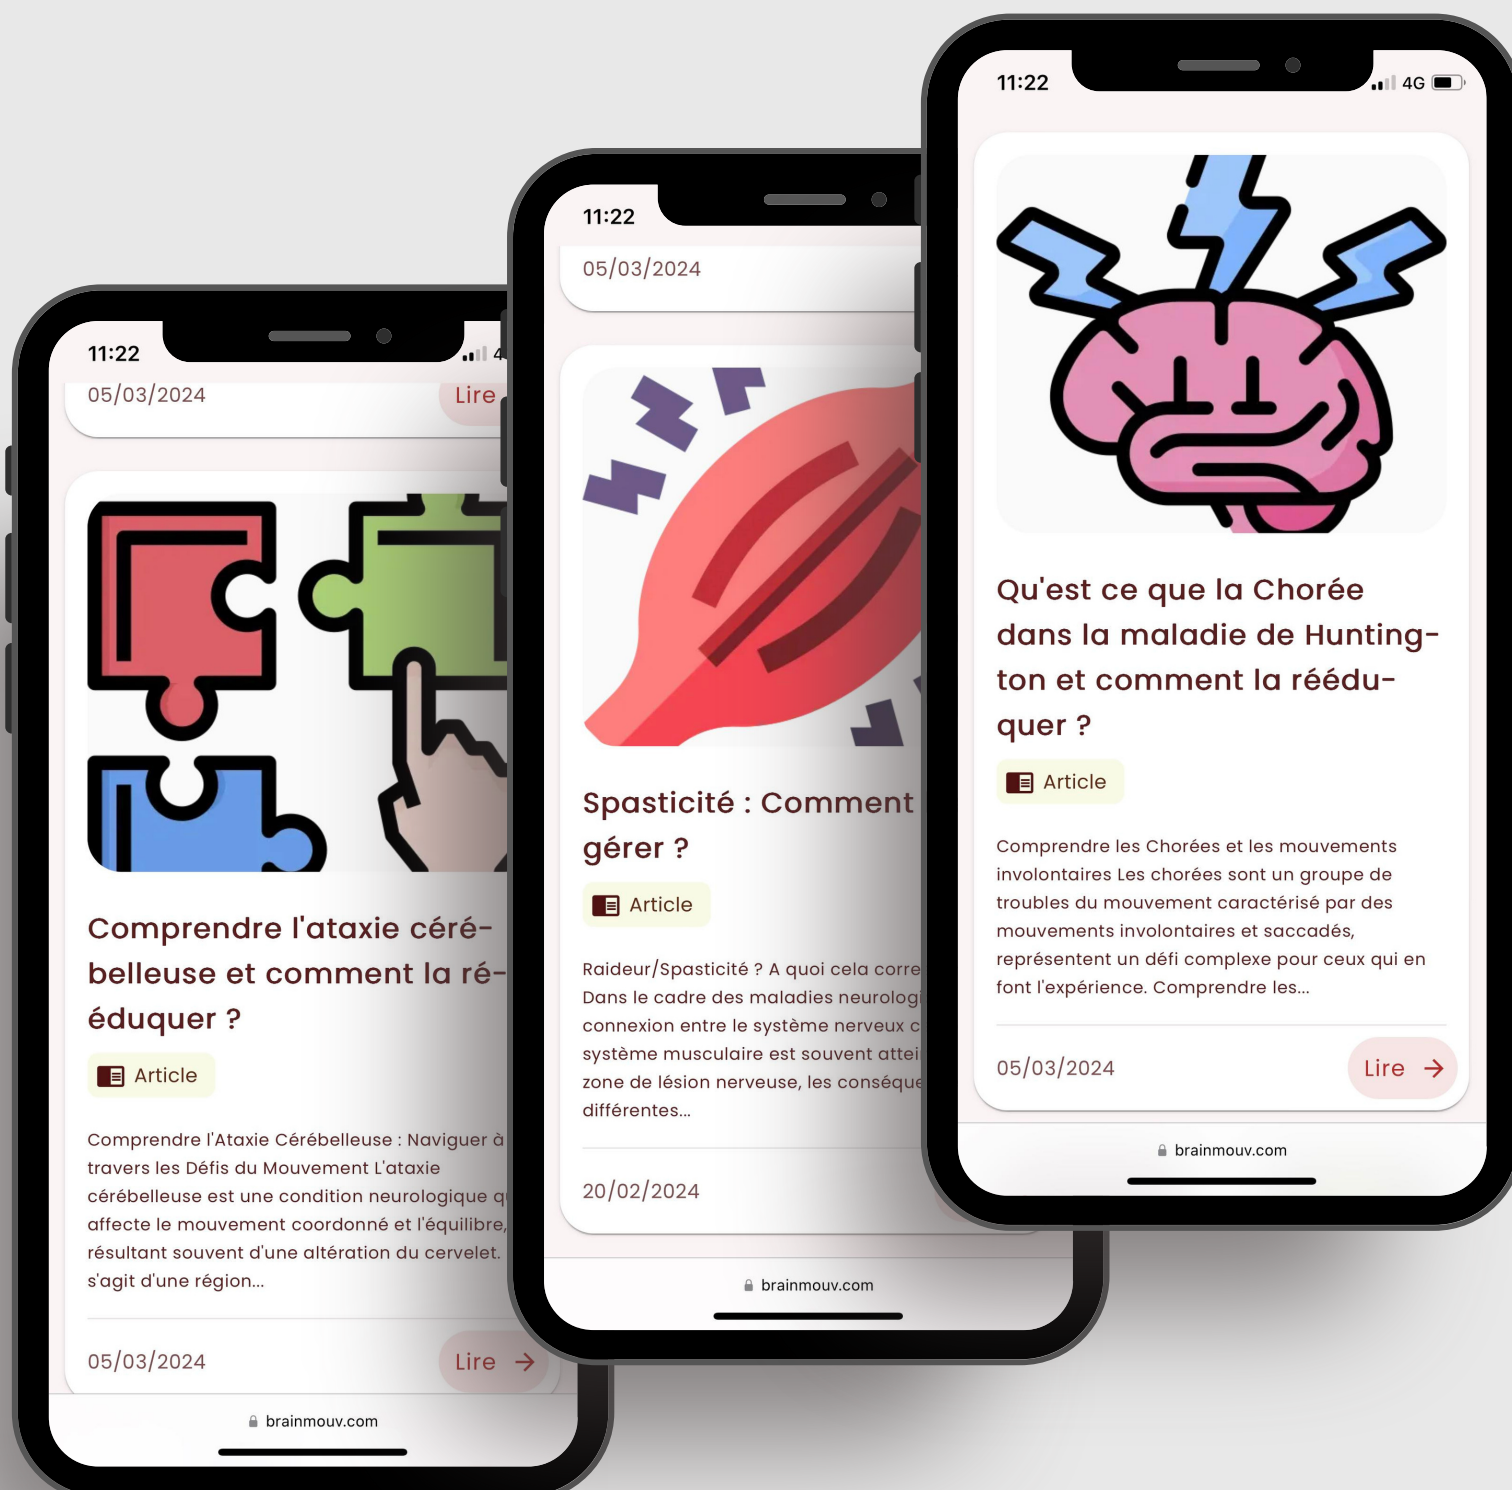 11:22
05/03/2024
Lire
Comprendre l'ataxie céré-
belleuse et comment la ré-
éduquer ?
Article
Comprendre l'Ataxie Cérébelleuse : Naviguer à
travers les Défis du Mouvement L'ataxie
cérébelleuse est une condition neurologique
affecte le mouvement coordonné et l'équilibre,
résultant souvent d'une altération du cervelet.
s'agit d'une région...
05/03/2024
Lire →
brainmouv.com
11:22
05/03/2024
Spasticité : Comment
gérer ?
Article
Raideur/Spasticité ? A quoi cela
Dans le cadre des maladies
connexion entre le système nerveux
système musculaire est souvent
zone de lésion nerveuse, les
différentes...
20/02/2024
brainmouv.com
11:22
4G
Qu'est ce que la Chorée
dans la maladie de Hunting-
ton et comment la réédu-
quer ?
Article
Comprendre les Chorées et les mouvements
involontaires Les chorées sont un groupe de
troubles du mouvement caractérisé par des
mouvements involontaires et saccadés,
représentent un défi complexe pour ceux qui en
font l'expérience. Comprendre les...
05/03/2024
Lire →
brainmouv.com